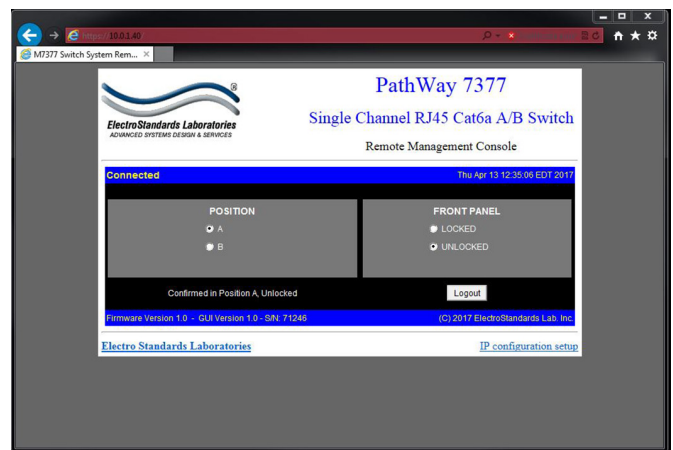 https://10.0.1.40/
M7377 Switch System Rem...
®
ElectroStandards Laboratories
ADVANCED SYSTEMS DESIGN & SERVICES
PathWay 7377
Single Channel RJ45 Cat6a A/B Switch
Remote Management Console
Connected
Thu Apr 13 12:35:06 EDT 2017
POSITION
A
B
FRONT PANEL
LOCKED
UNLOCKED
Confirmed in Position A, Unlocked
Logout
Firmware Version 1.0 - GUI Version 1.0 - S/N: 71246
(C) 2017 ElectroStandards Lab. Inc.
Electro Standards Laboratories
IP configuration setup